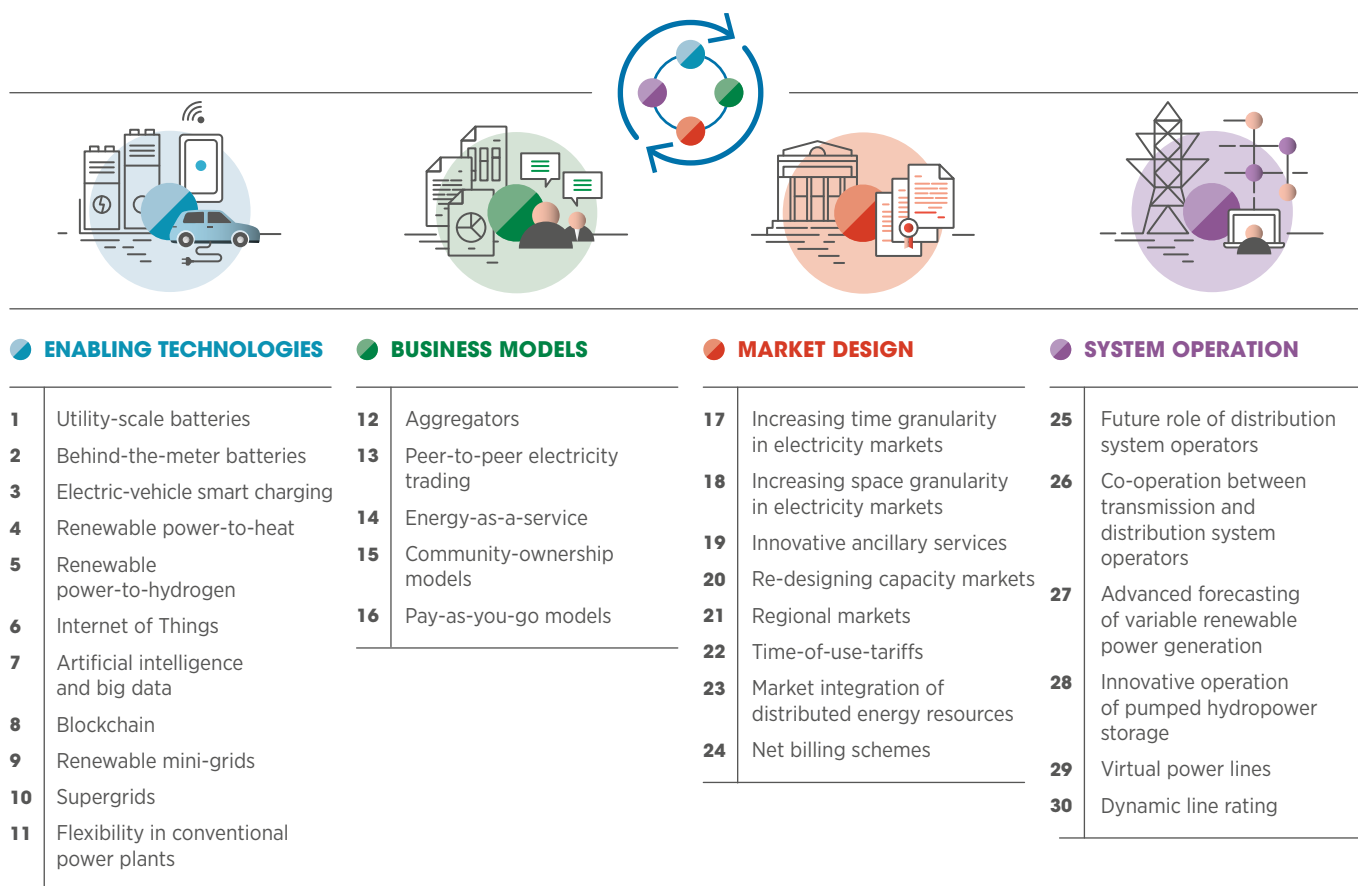 ENABLING TECHNOLOGIES
1 Utility-scale batteries
2 Behind-the-meter batteries
3 Electric-vehicle smart charging
4 Renewable power-to-heat
5 Renewable
power-to-hydrogen
6 Internet of Things
7 Artificial intelligence
and big data
8 Blockchain
9 Renewable mini-grids
10 Supergrids
11 Flexibility in conventional
power plants
BUSINESS MODELS
12 Aggregators
13 Peer-to-peer electricity
trading
14 Energy-as-a-service
15 Community-ownership
models
16 Pay-as-you-go models
MARKET DESIGN
17 Increasing time granularity
in electricity markets
18 Increasing space granularity
in electricity markets
19 Innovative ancillary services
20 Re-designing capacity markets
21 Regional markets
22 Time-of-use-tariffs
23 Market integration of
distributed energy resources
24 Net billing schemes
SYSTEM OPERATION
25 Future role of distribution
system operators
26 Co-operation between
transmission and
distribution system
operators
27 Advanced forecasting
of variable renewable
power generation
28 Innovative operation
of pumped hydropower
storage
29 Virtual power lines
30 Dynamic line rating